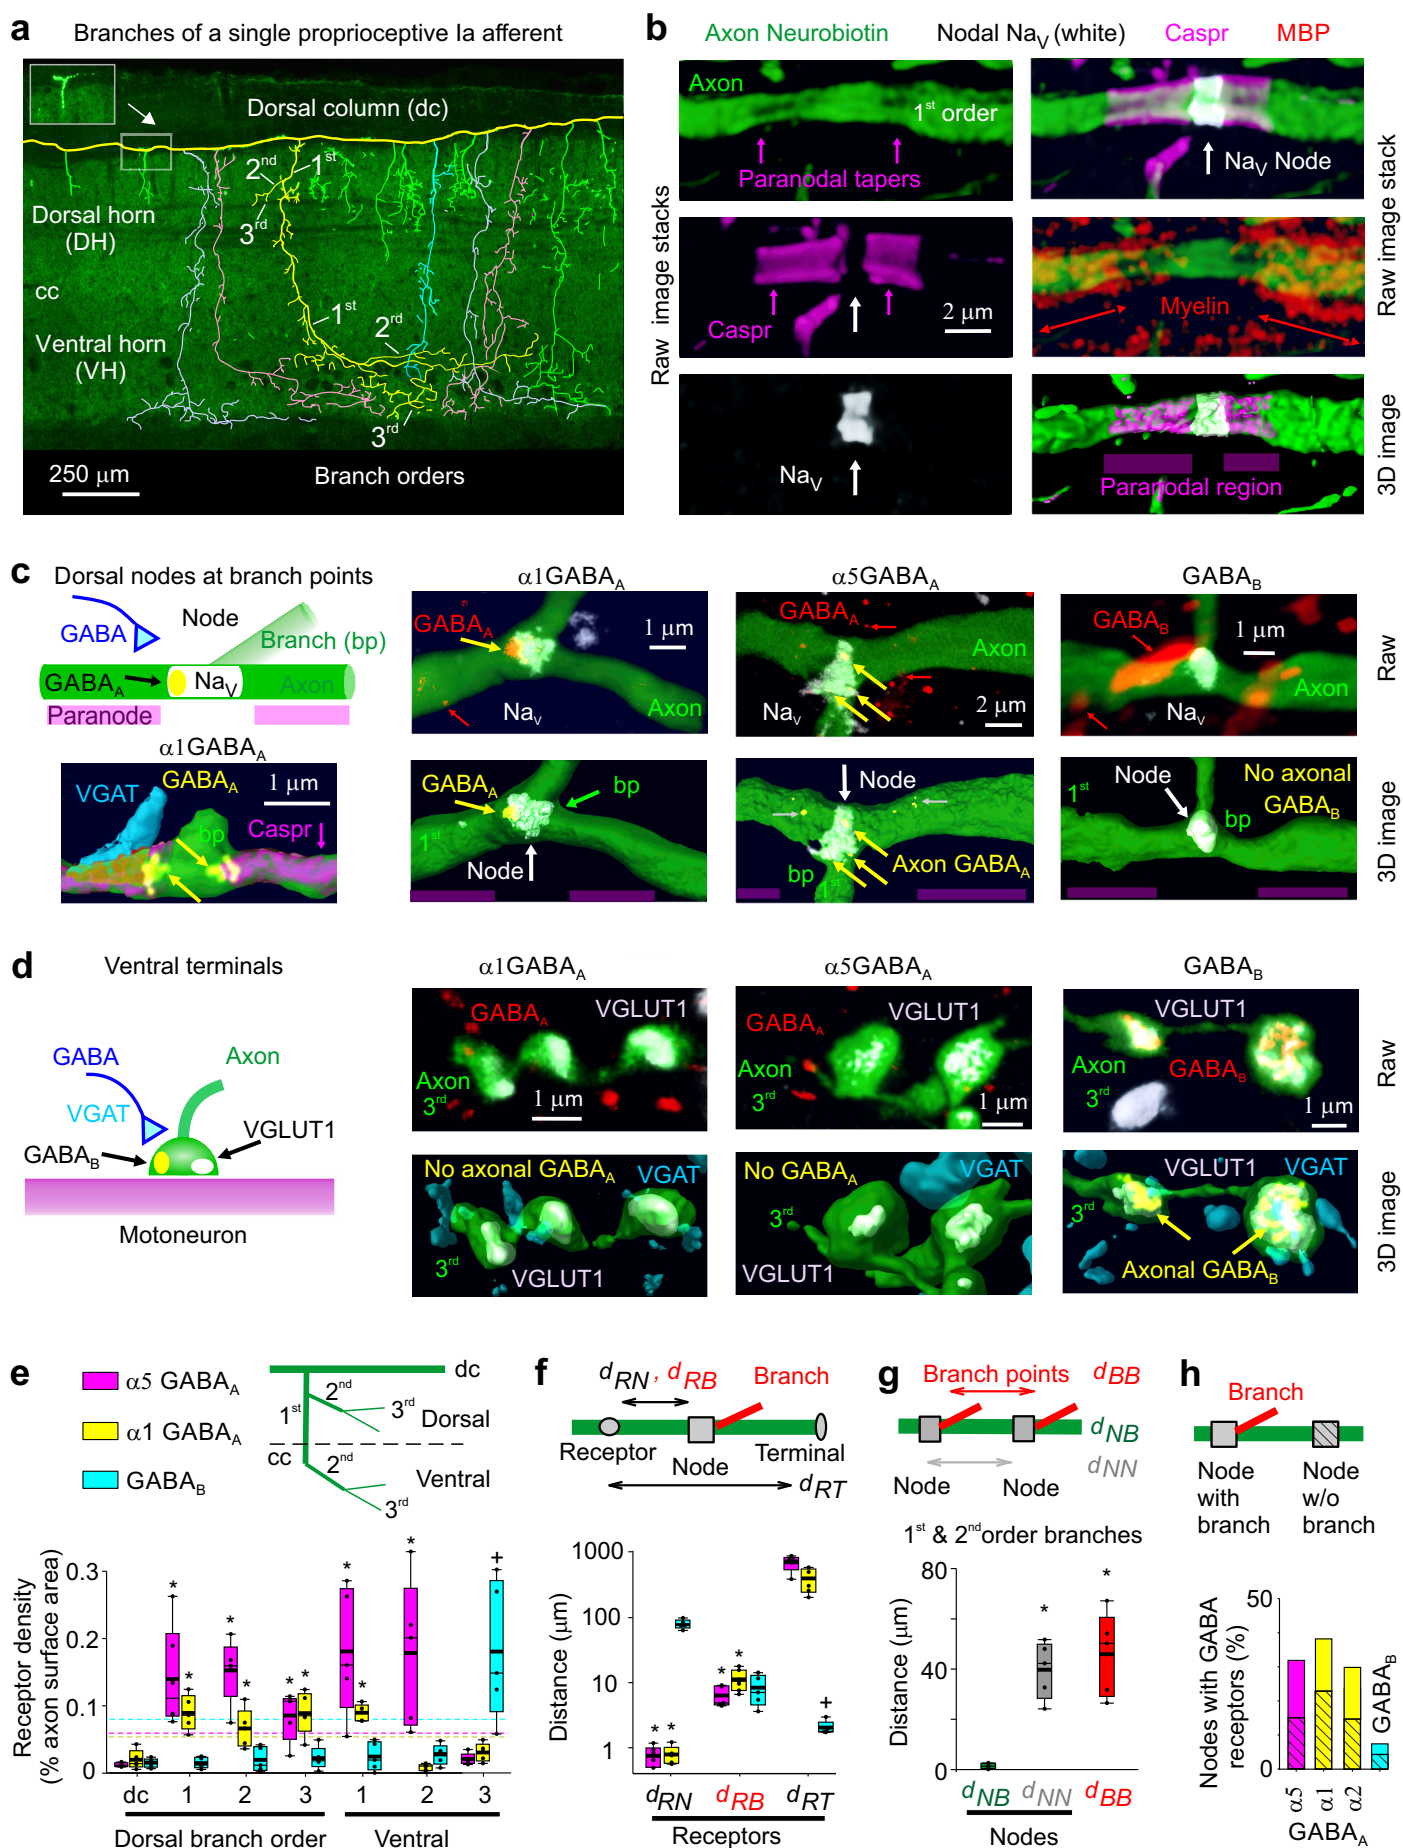 a Branches of a single proprioceptive Ia afferent
Dorsal column (dc)
2nd
1st
3rd
Dorsal horn
(DH)
cc
1st
2rd
Ventral horn
(VH)
3rd
250 μm
Branch orders
b Axon Neurobiotin Nodal NaV (white) Caspr MBP
Axon
1st order
Paranodal tapers
NaV Node
Caspr
2 μm
Myelin
NaV
Paranodal region
Raw image stacks
Raw image stack
3D image
c Dorsal nodes at branch points
GABA
Node
Branch (bp)
GABAA
NaV
Axon
Paranode
α1GABAA
VGAT
GABAA
1 μm
bp
Caspr
α1GABAA
GABAA
1 μm
NaV
Axon
GABAA
bp
1st
Node
α5GABAA
GABAA
Axon
NaV
2 μm
Node
Axon GABAA
bp 1st
GABAB
GABAB
1 μm
Axon
NaV
Node
No axonal
GABAB
1st
bp
Raw
3D image
d Ventral terminals
GABA
Axon
VGAT
VGLUT1
GABAB
Motoneuron
α1GABAA
GABAA
VGLUT1
Axon
3rd
1 μm
No axonal GABAA
VGAT
3rd
VGLUT1
α5GABAA
GABAA
VGLUT1
Axon
3rd
1 μm
No GABAA
VGAT
3rd
VGLUT1
GABAB
VGLUT1
Axon
GABAB
3rd
1 μm
VGLUT1
VGAT
3rd
Axonal GABAB
Raw
3D image
e
α5 GABAA
α1 GABAA
GABAB
dc
1st
2nd
3rd
Dorsal
cc
2nd
Ventral
3rd
Receptor density
(% axon surface area)
0.3
0.2
0.1
0
* * * * * * * * * +
dc 1 2 3 1 2 3
Dorsal branch order Ventral
f
dRN, dRB
Branch
Receptor
Node
Terminal
dRT
Distance (μm)
1000
100
10
1
* * * * +
dRN dRB dRT
Receptors
g
Branch points dBB
dNB
dNN
Node Node
1st & 2nd order branches
Distance (μm)
80
40
0
* *
dNB dNN dBB
Nodes
h
Branch
Node
with
branch
Node
w/o
branch
Nodes with GABA
receptors (%)
50
0
α5 α1 α2
GABAB
GABAA